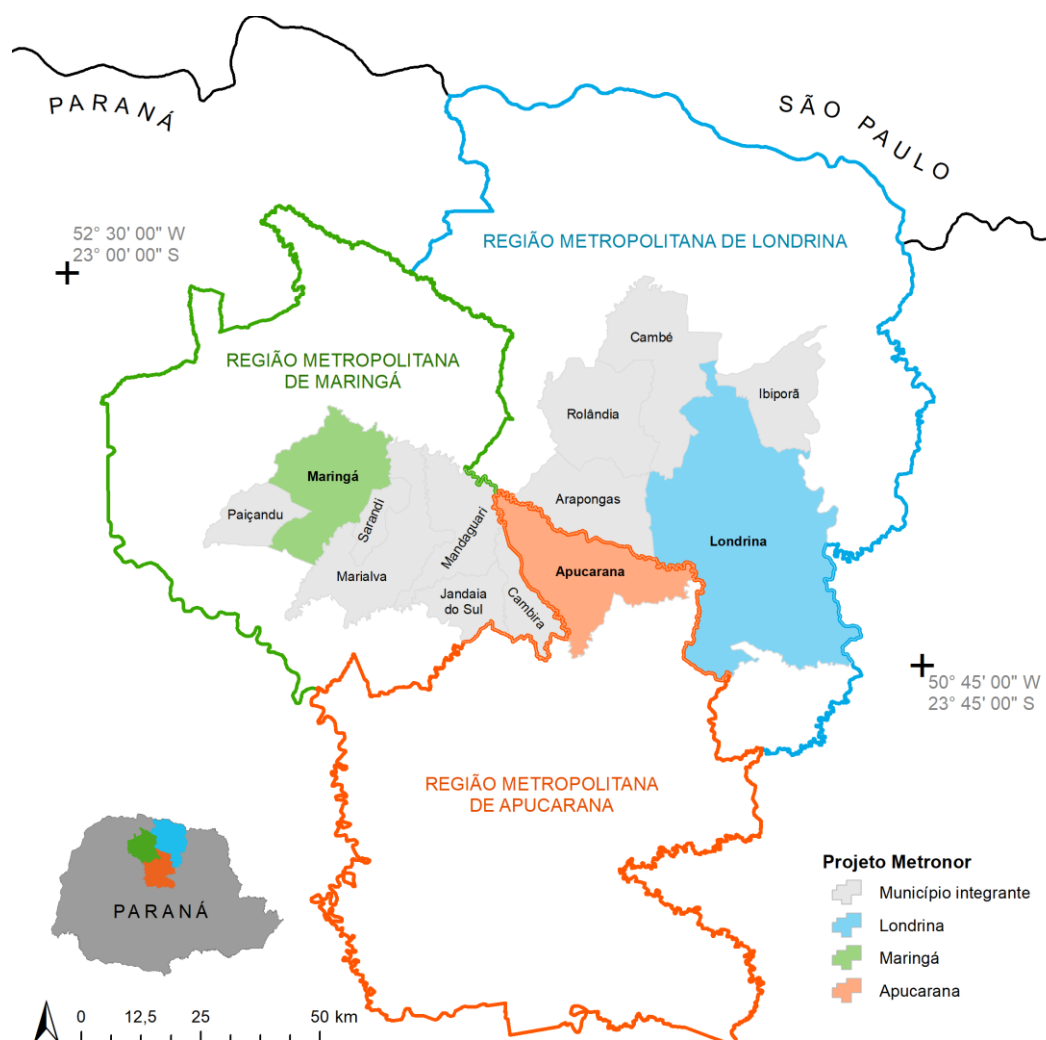 PARANÁ
SÃO PAULO
52° 30' 00" W
23° 00' 00" S
REGIÃO METROPOLITANA DE LONDRINA
REGIÃO METROPOLITANA
DE MARINGÁ
Cambé
Ibiporã
Rolândia
Maringá
Paiçandu
Sarandi
Marialva
Mandaguari
Jandaia
do Sul
Cambira
Arapongas
Apucarana
Londrina
50° 45' 00" W
23° 45' 00" S
REGIÃO METROPOLITANA
DE APUCARANA
PARANÁ
0 12,5 25 50 km
Projeto Metronor
Município integrante
Londrina
Maringá
Apucarana